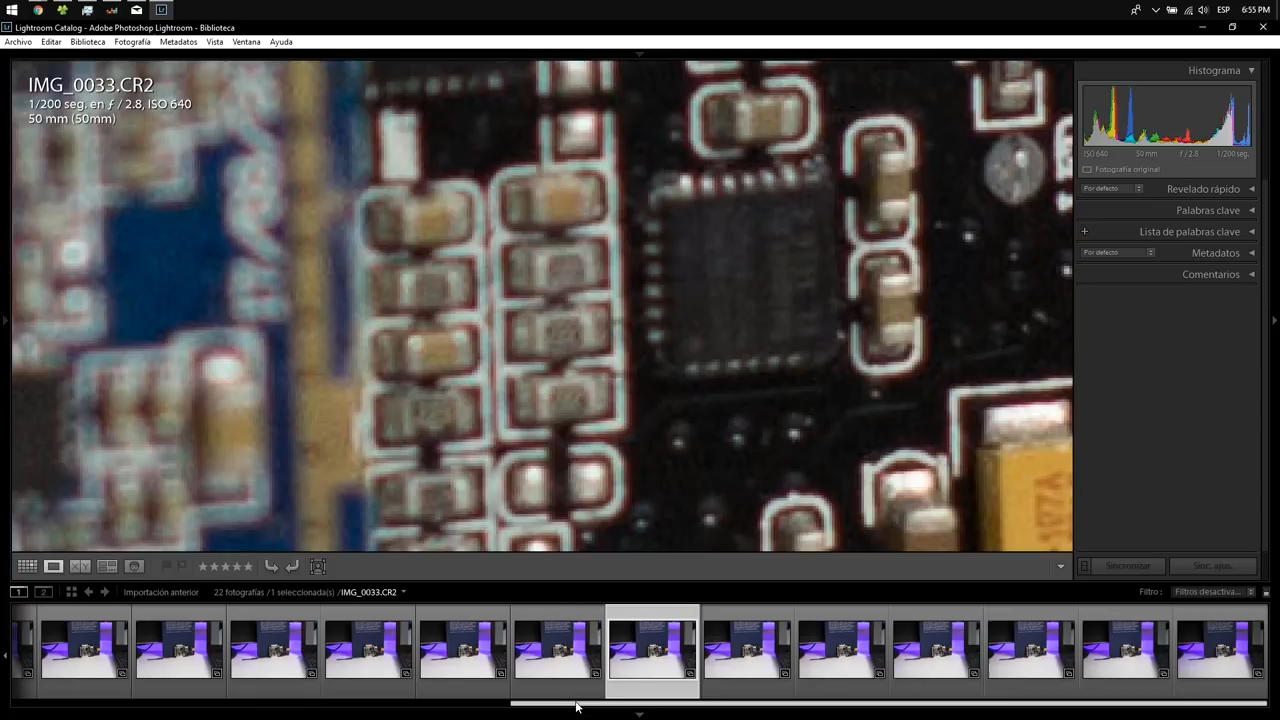 ESP 6:55 PM
Lightroom Catalog - Adobe Photoshop Lightroom - Biblioteca
Archivo Editar Biblioteca Fotografía Metadatos Vista Ventana Ayuda
IMG_0033.CR2
1/200 seg. en ƒ / 2.8, ISO 640
50 mm (50mm)
Histograma
ISO 640 50 mm ƒ / 2.8 1/200 seg.
Fotografía original
Por defecto Revelado rápido
Palabras clave
+ Lista de palabras clave
Por defecto Metadatos
Comentarios
XY
Sincronizar Sinc. ajus.
1 2 Importación anterior 22 fotografías /1 seleccionada(s) /IMG_0033.CR2 Filtro : Filtros desactiva...